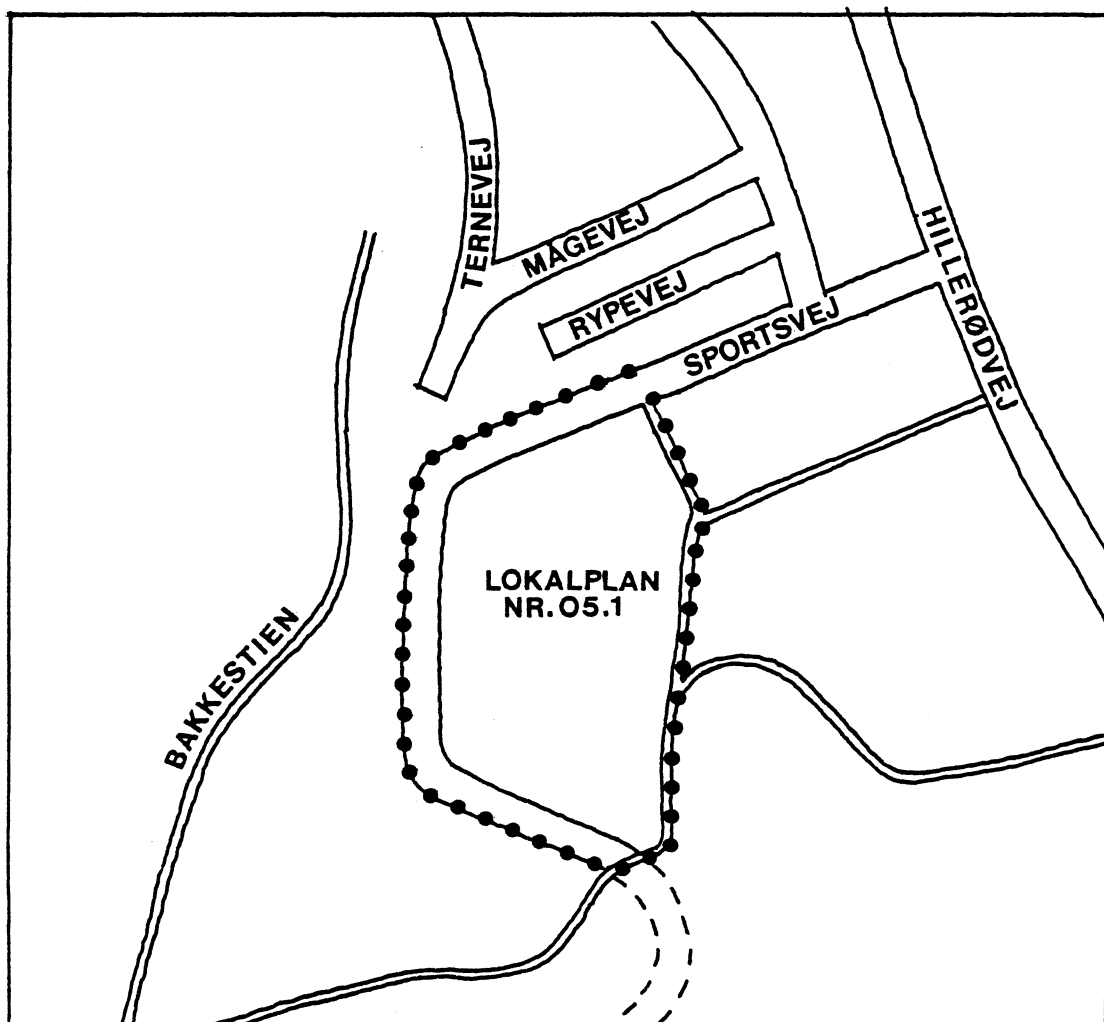 TERNEVEJ
MÅGEVEJ
RYPEVEJ
SPORTSVEJ
HILLERØDVEJ
LOKALPLAN
NR. 05.1
BAKKESTIEN